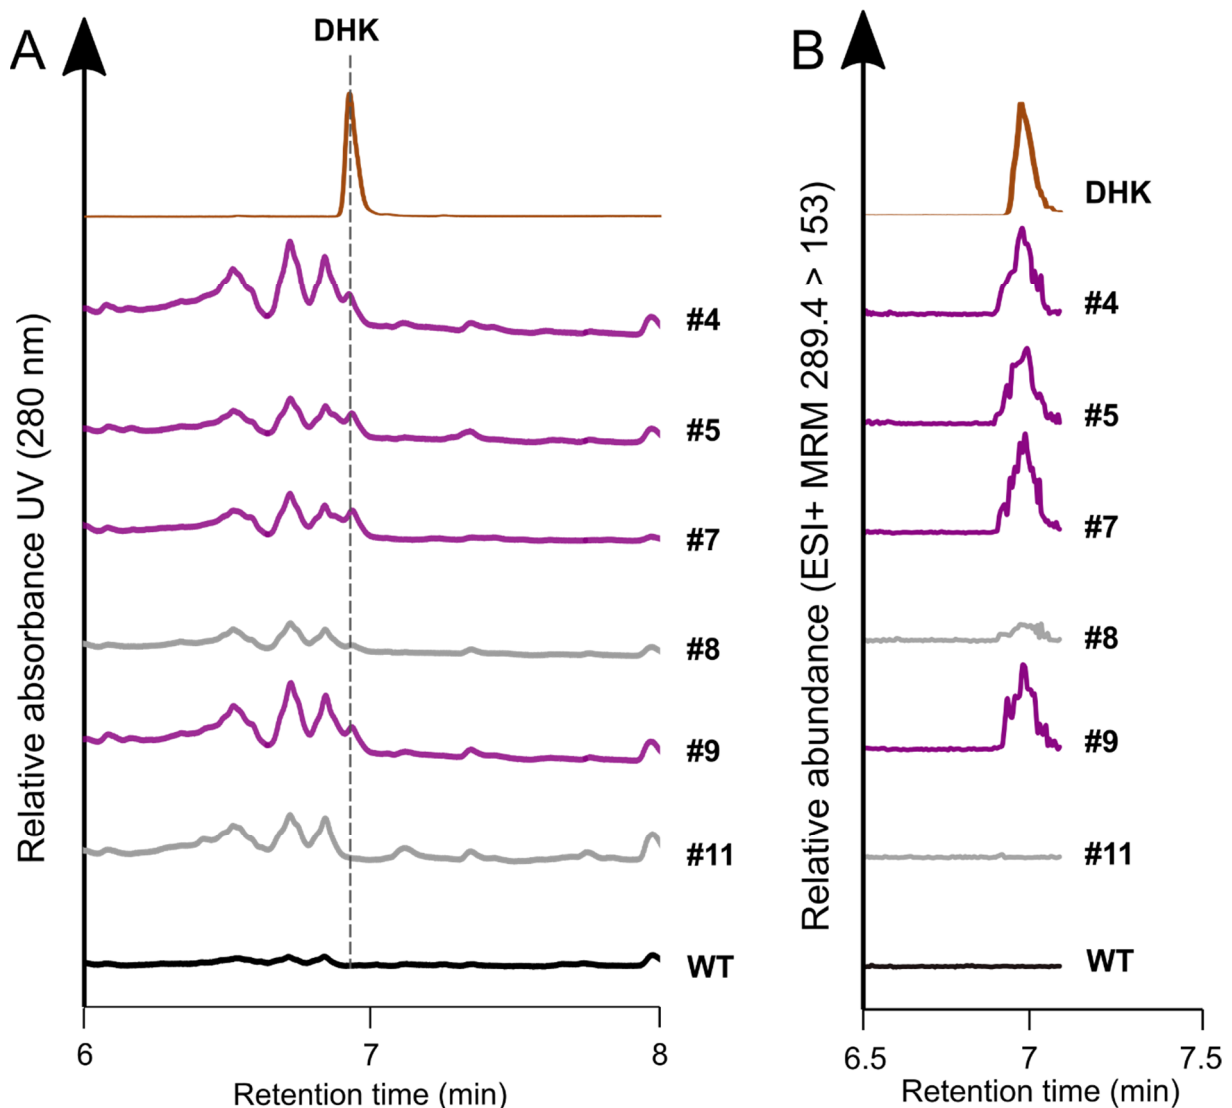 A
DHK
Relative absorbance UV (280 nm)
#4
#5
#7
#8
#9
#11
WT
6
7
8
Retention time (min)
B
Relative abundance (ESI+ MRM 289.4 > 153)
DHK
#4
#5
#7
#8
#9
#11
WT
6.5
7
7.5
Retention time (min)